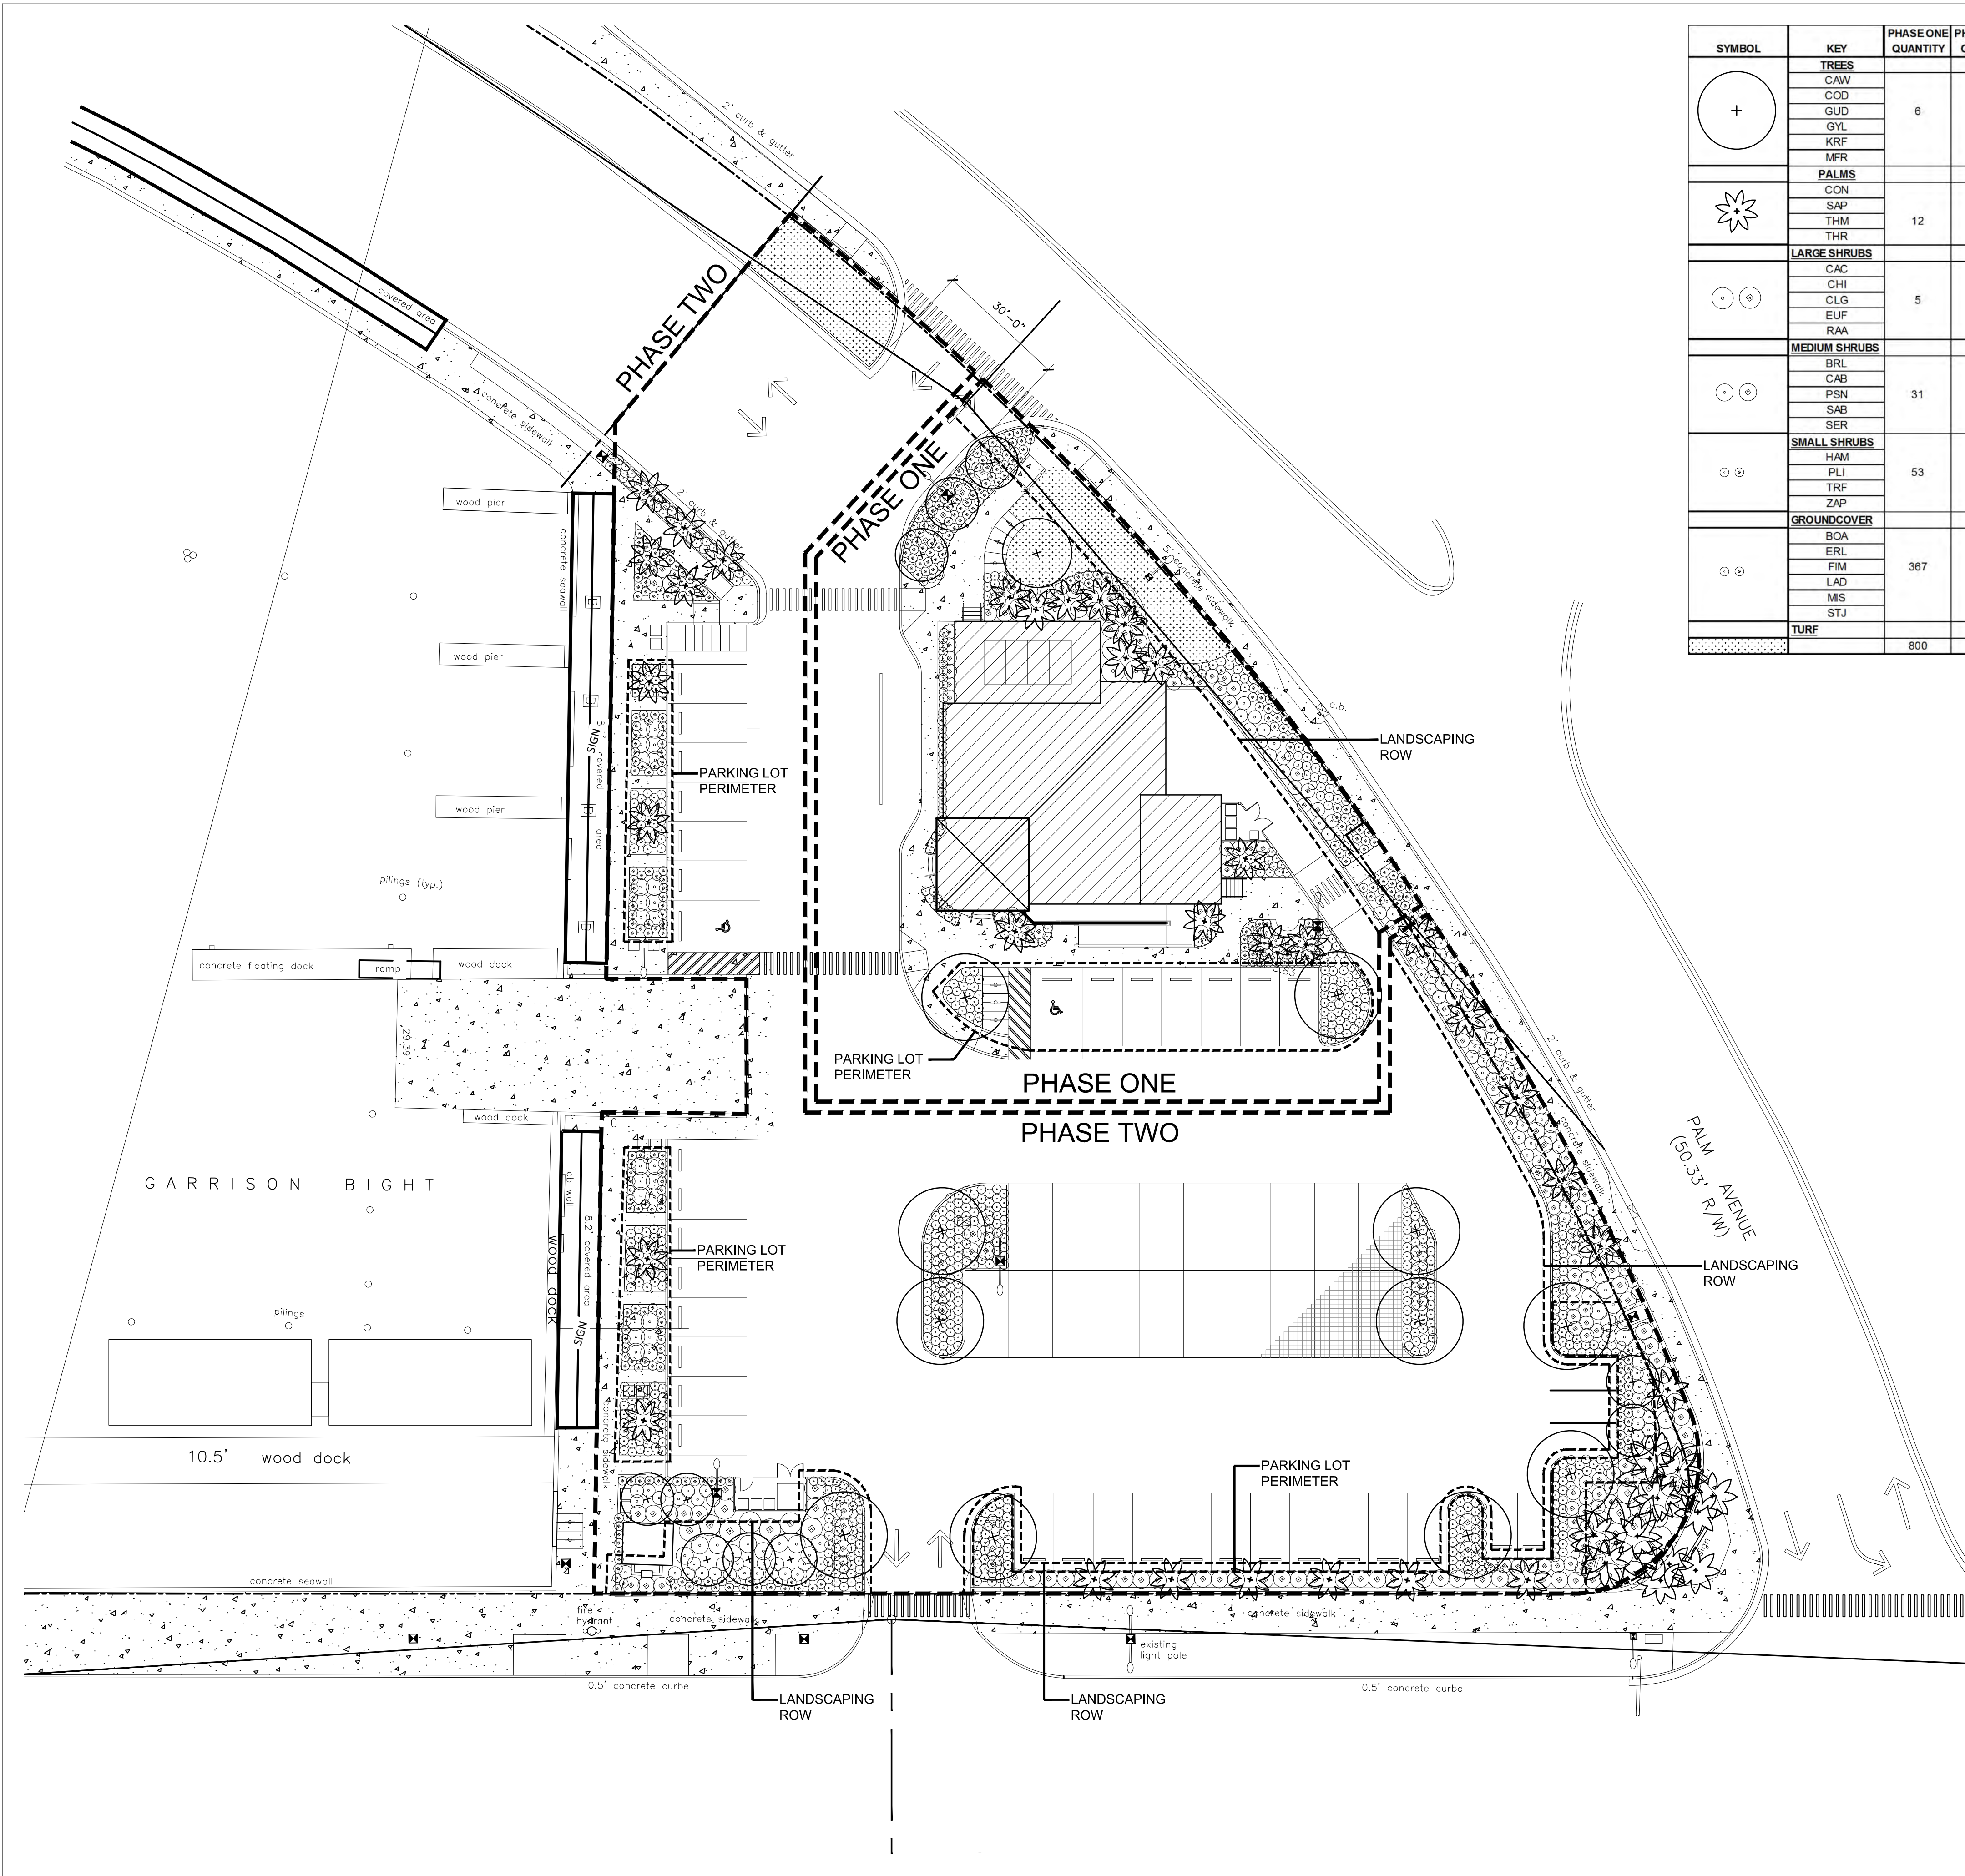 SYMBOL
KEY
PHASE ONE
QUANTITY
TREES
CAW
COD
GUD
GYL
KRF
MFR
6
PALMS
CON
SAP
THM
THR
12
LARGE SHRUBS
CAC
CHI
CLG
EUF
RAA
5
MEDIUM SHRUBS
BRL
CAB
PSN
SAB
SER
31
SMALL SHRUBS
HAM
PLI
TRF
ZAP
53
GROUNDCOVER
BOA
ERL
FIM
LAD
MIS
STJ
367
TURF
800
2' curb & gutter
covered area
PHASE TWO
30'-0"
concrete sidewalk
PHASE ONE
wood pier
2' curb & gutter
concrete seawall
5' concrete sidewalk
wood pier
c.b.
LANDSCAPING
ROW
SIGN
covered area
PARKING LOT
PERIMETER
wood pier
pilings (typ.)
concrete floating dock
ramp
wood dock
29.39
PARKING LOT
PERIMETER
PHASE ONE
PHASE TWO
wood dock
2' curb & gutter
concrete sidewalk
PALM AVENUE
(50.33' R/W)
GARRISON BIGHT
cb wall
8.2' covered area
SIGN
wood dock
PARKING LOT
PERIMETER
LANDSCAPING
ROW
pilings
concrete sidewalk
10.5' wood dock
PARKING LOT
PERIMETER
concrete seawall
fire
hydrant
concrete sidewalk
concrete sidewalk
existing
light pole
0.5' concrete curbe
0.5' concrete curbe
LANDSCAPING
ROW
LANDSCAPING
ROW